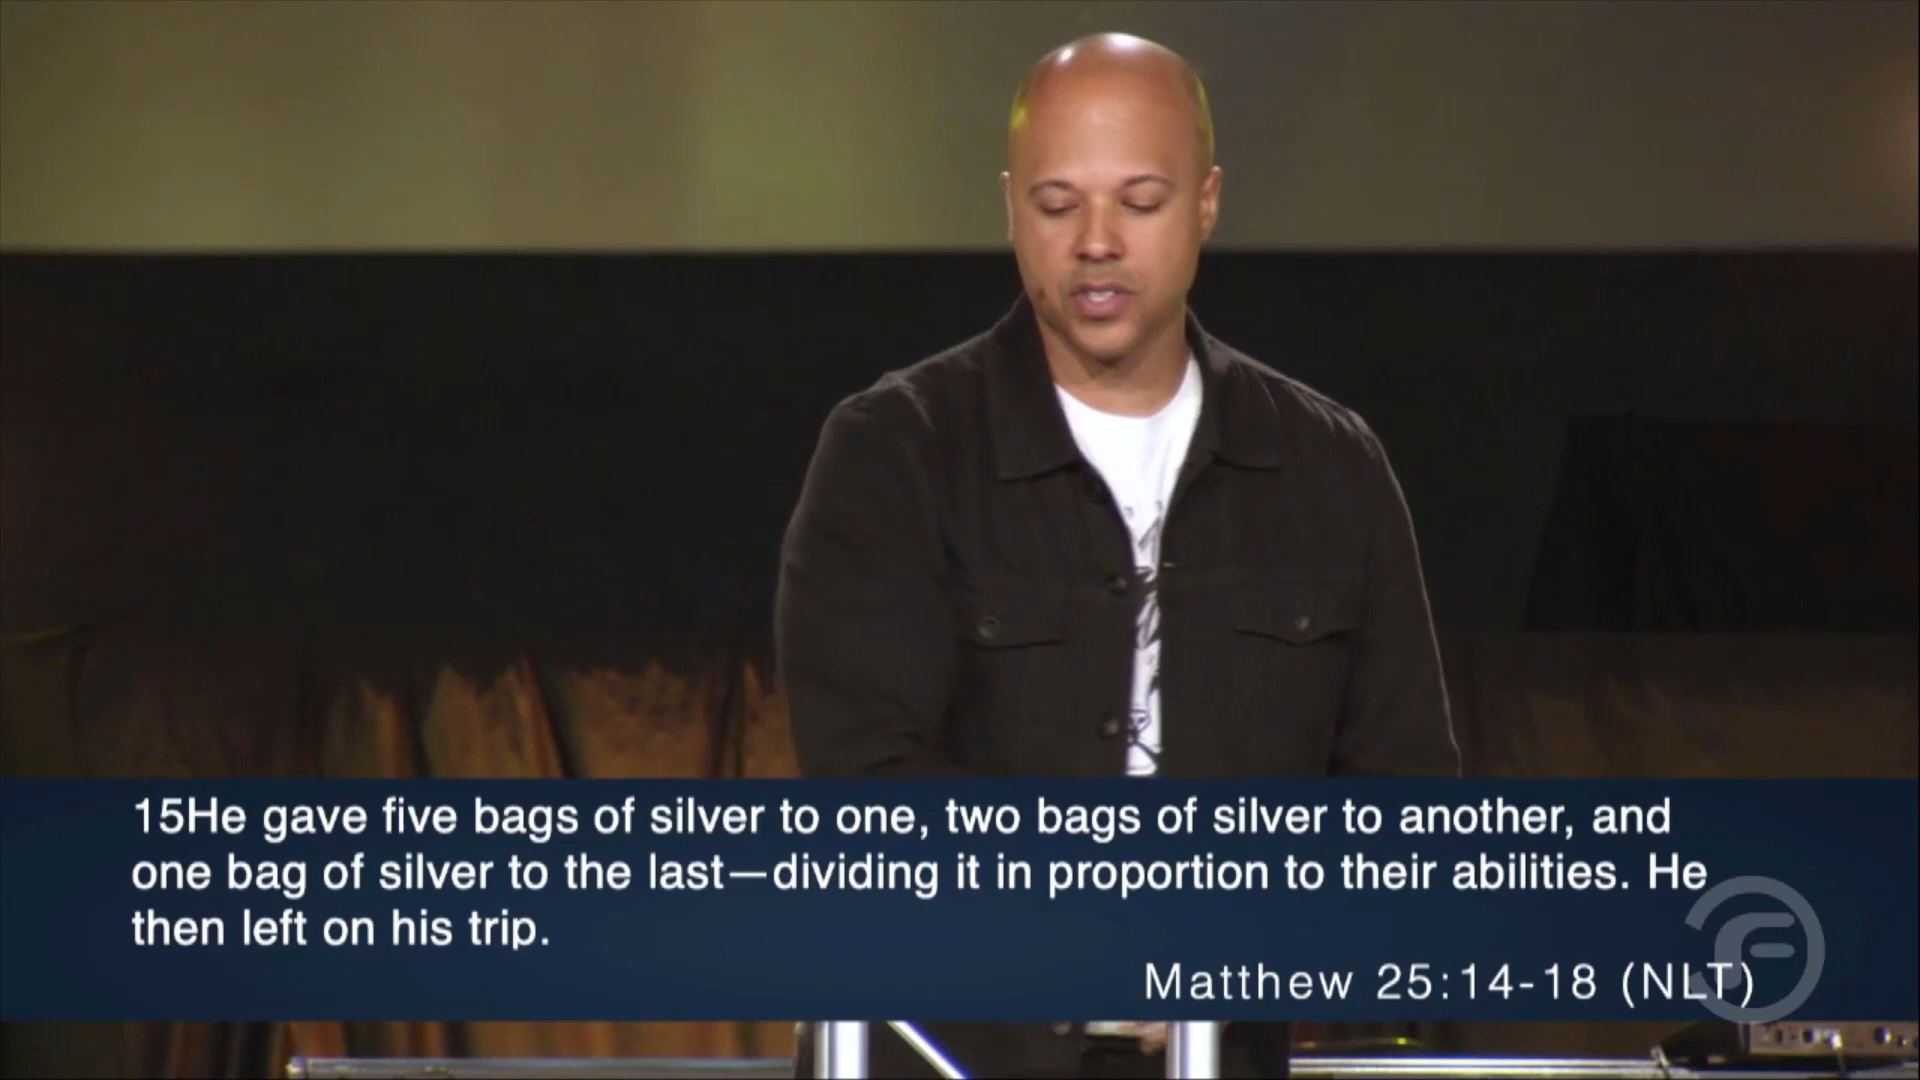 15He gave five bags of silver to one, two bags of silver to another, and
one bag of silver to the last—dividing it in proportion to their abilities. He
then left on his trip.
Matthew 25:14-18 (NLT)